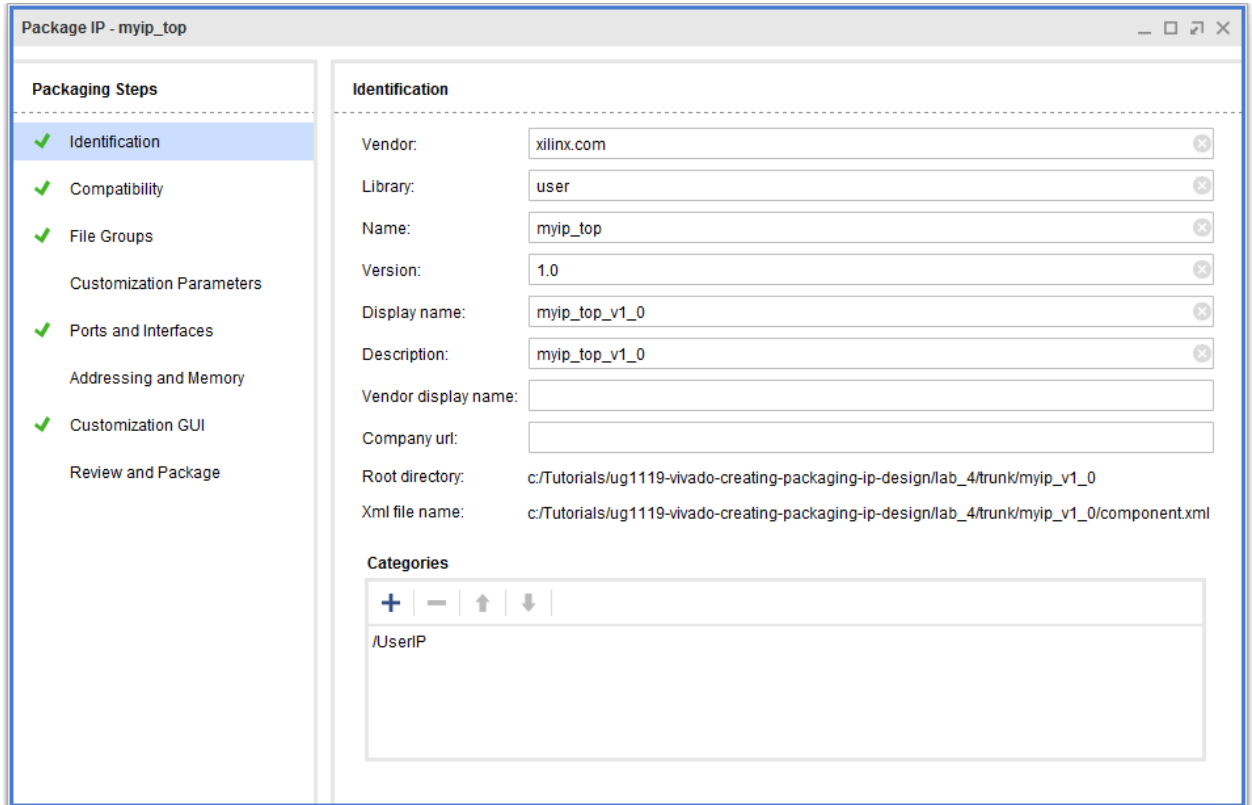 Package IP - myip_top
Packaging Steps
Identification
Compatibility
File Groups
Customization Parameters
Ports and Interfaces
Addressing and Memory
Customization GUI
Review and Package
Identification
Vendor: xilinx.com
Library: user
Name: myip_top
Version: 1.0
Display name: myip_top_v1_0
Description: myip_top_v1_0
Vendor display name:
Company url:
Root directory: c:/Tutorials/ug1119-vivado-creating-packaging-ip-design/lab_4/trunk/myip_v1_0
Xml file name: c:/Tutorials/ug1119-vivado-creating-packaging-ip-design/lab_4/trunk/myip_v1_0/component.xml
Categories
/UserIP